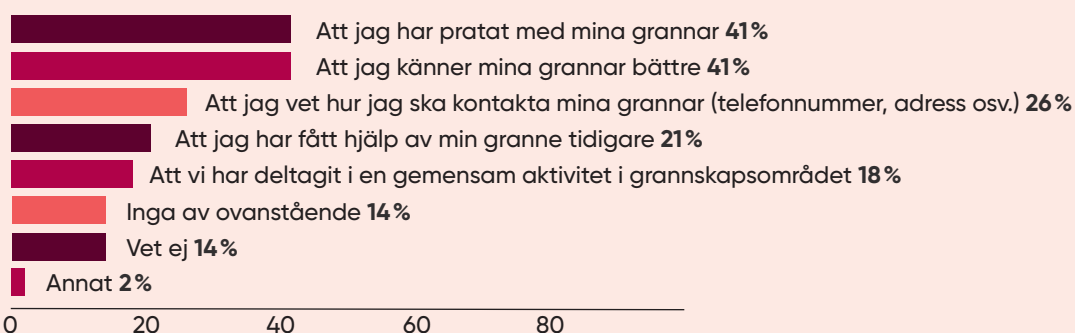 Att jag har pratat med mina grannar 41%
Att jag känner mina grannar bättre 41%
Att jag vet hur jag ska kontakta mina grannar (telefonnummer, adress osv.) 26%
Att jag har fått hjälp av min granne tidigare 21%
Att vi har deltagit i en gemensam aktivitet i grannskapsområdet 18%
Inga av ovanstående 14%
Vet ej 14%
Annat 2%
0 20 40 60 80